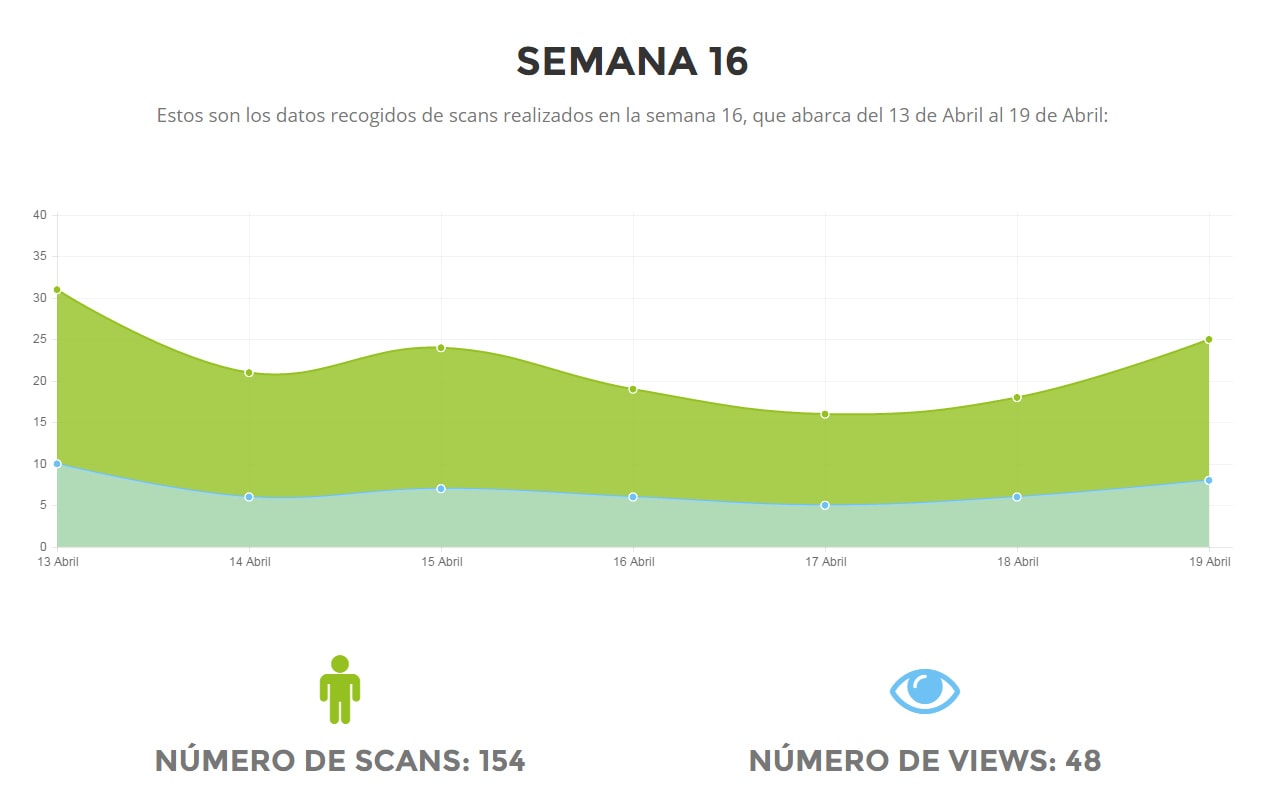 SEMANA 16
Estos son los datos recogidos de scans realizados en la semana 16, que abarca del 13 de Abril al 19 de Abril:
40
35
30
25
20
15
10
5
0
13 Abril 14 Abril 15 Abril 16 Abril 17 Abril 18 Abril 19 Abril
NÚMERO DE SCANS: 154 NÚMERO DE VIEWS: 48